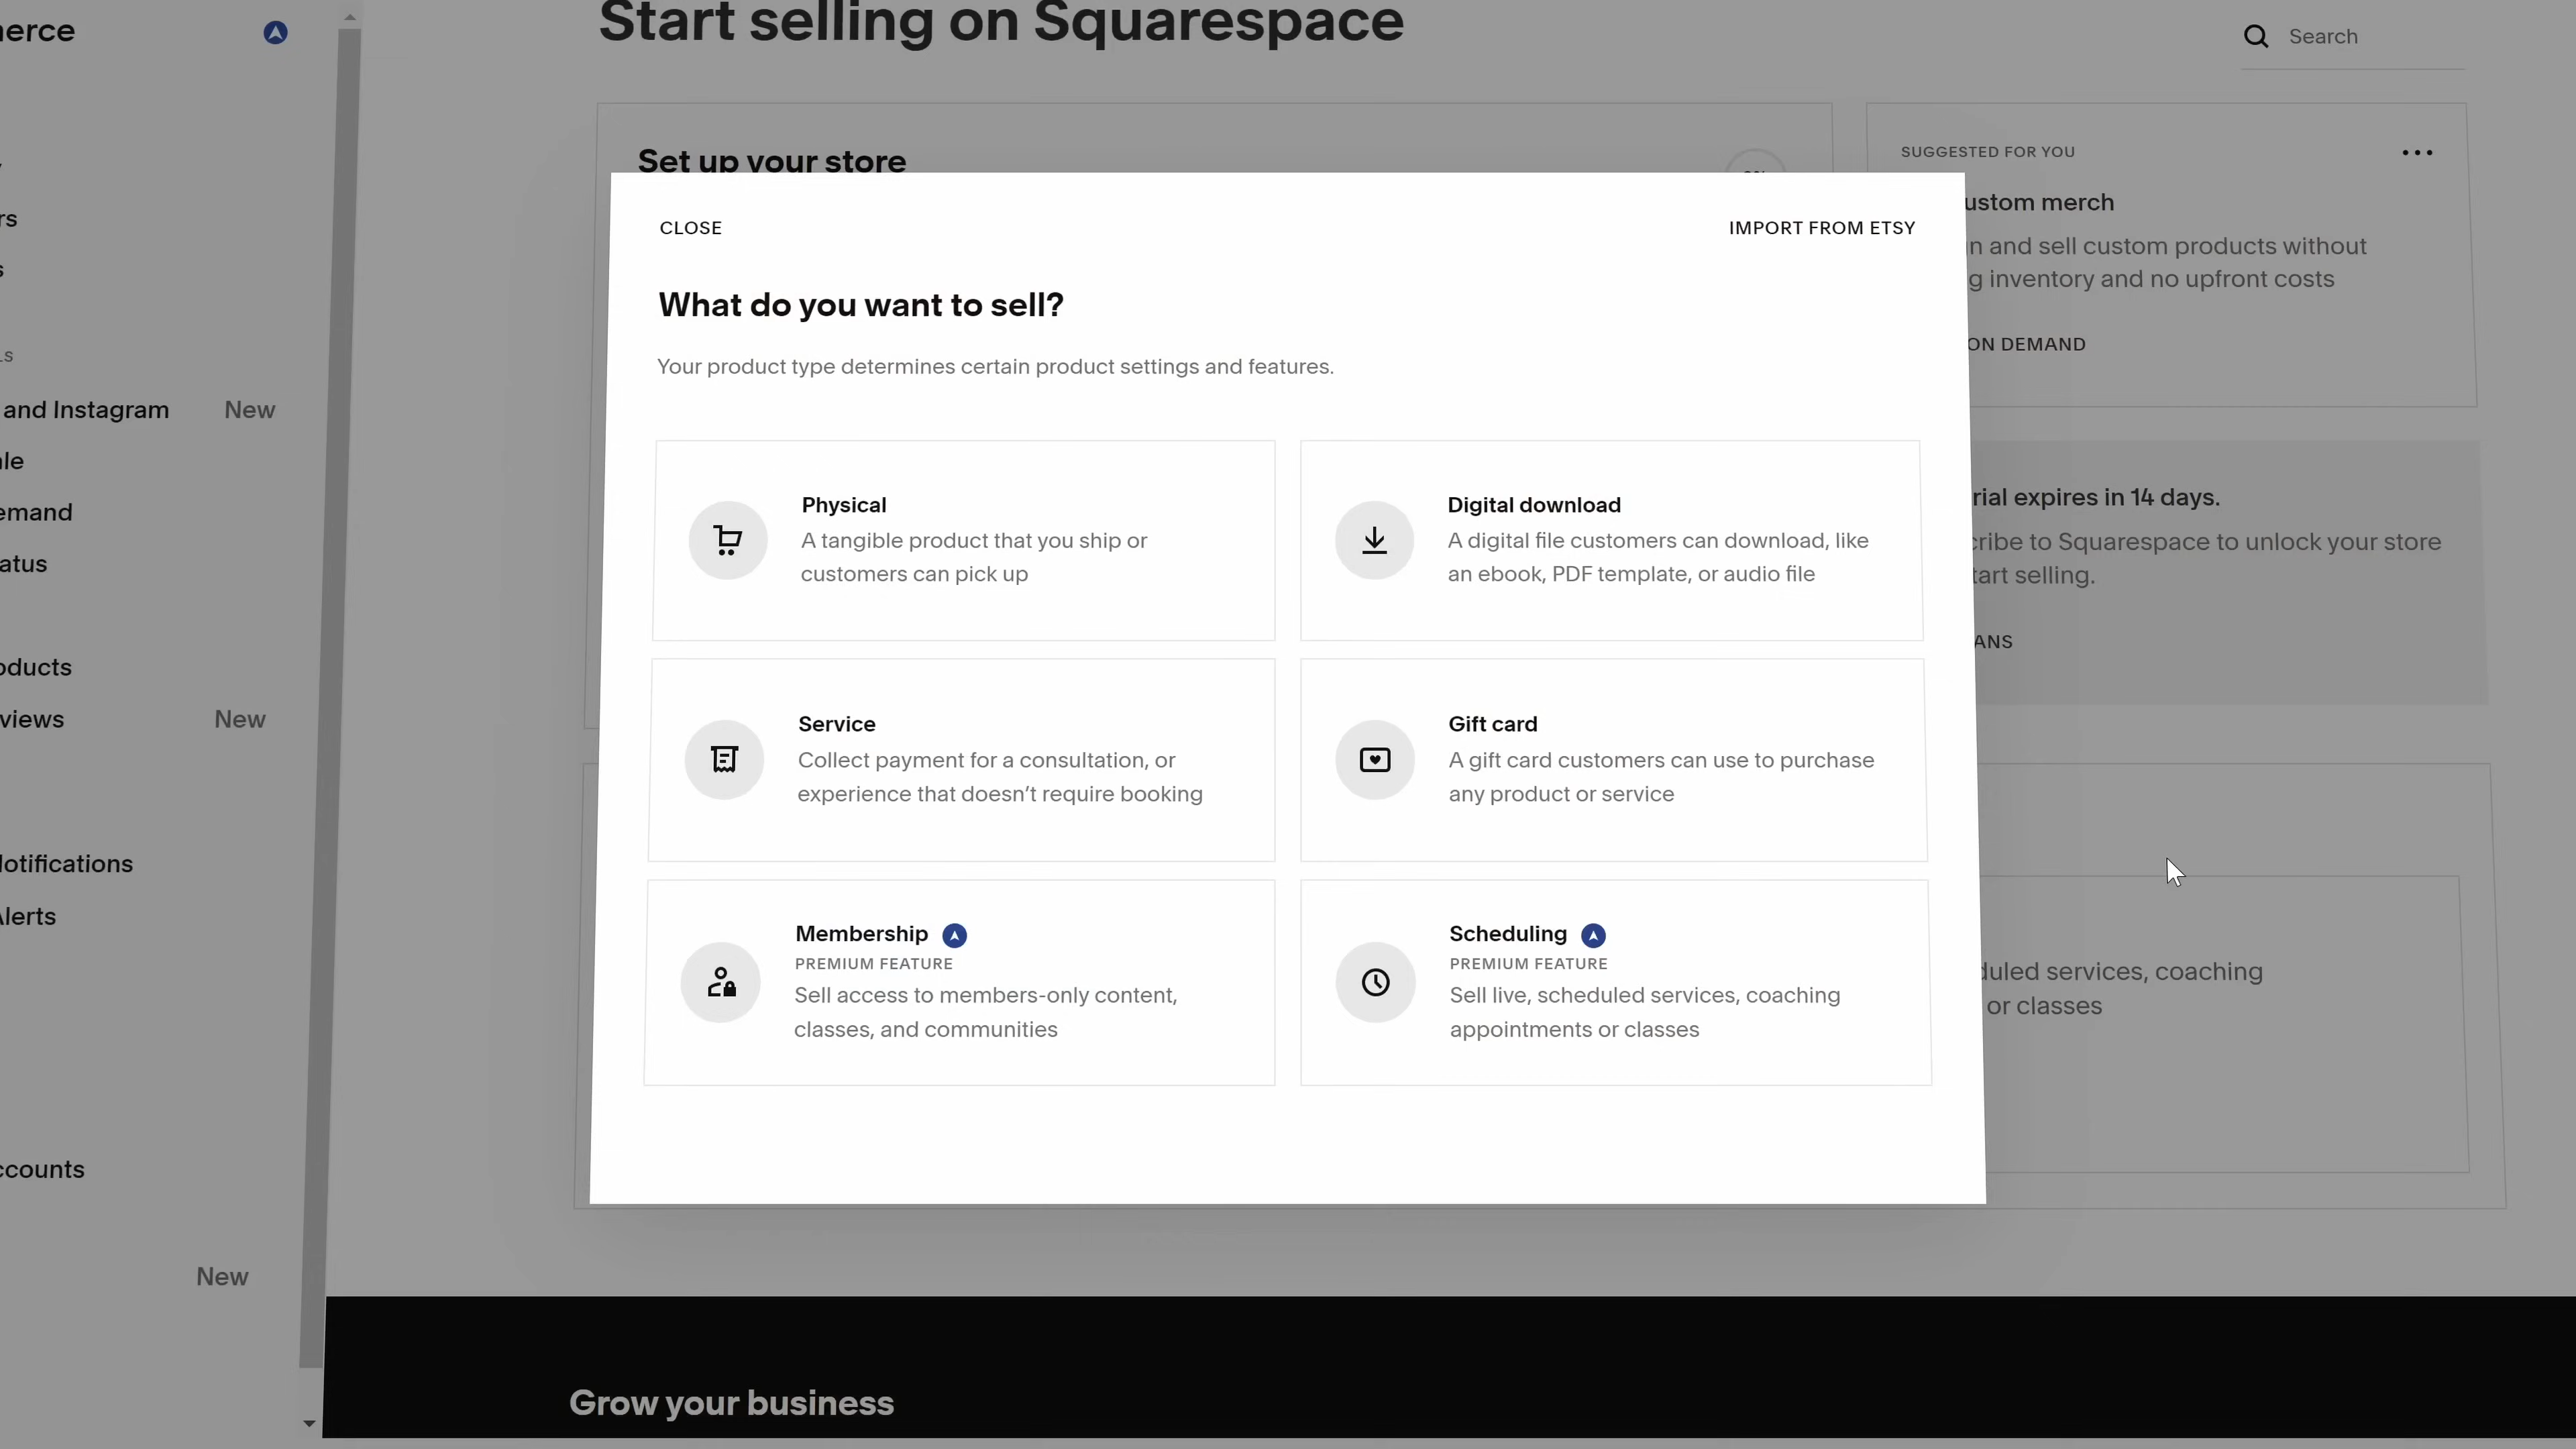 erce
Start selling on Squarespace
Search
Set up your store
SUGGESTED FOR YOU
ustom merch
n and sell custom products without
g inventory and no upfront costs
ON DEMAND
rs
s
LS
and Instagram New
le
emand
atus
oducts
views New
lotifications
Alerts
ccounts
New
CLOSE
IMPORT FROM ETSY
What do you want to sell?
Your product type determines certain product settings and features.
Physical
A tangible product that you ship or
customers can pick up
Digital download
A digital file customers can download, like
an ebook, PDF template, or audio file
Service
Collect payment for a consultation, or
experience that doesn't require booking
Gift card
A gift card customers can use to purchase
any product or service
Membership
PREMIUM FEATURE
Sell access to members-only content,
classes, and communities
Scheduling
PREMIUM FEATURE
Sell live, scheduled services, coaching
appointments or classes
rial expires in 14 days.
cribe to Squarespace to unlock your store
tart selling.
ANS
duled services, coaching
or classes
Grow your business